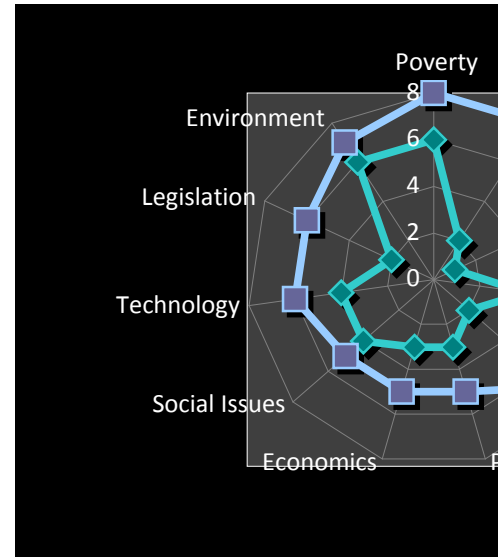 Poverty
8
Environment
6
4
Legislation
2
0
Technology
Social Issues
Economics